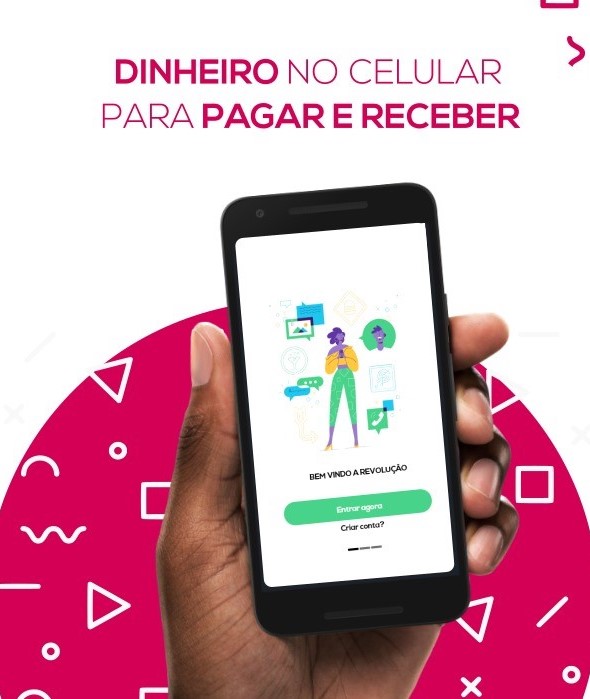 DINHEIRO NO CELULAR
PARA PAGAR E RECEBER
BEM VINDO A REVOLUÇÃO
Entrar agora
Criar conta?